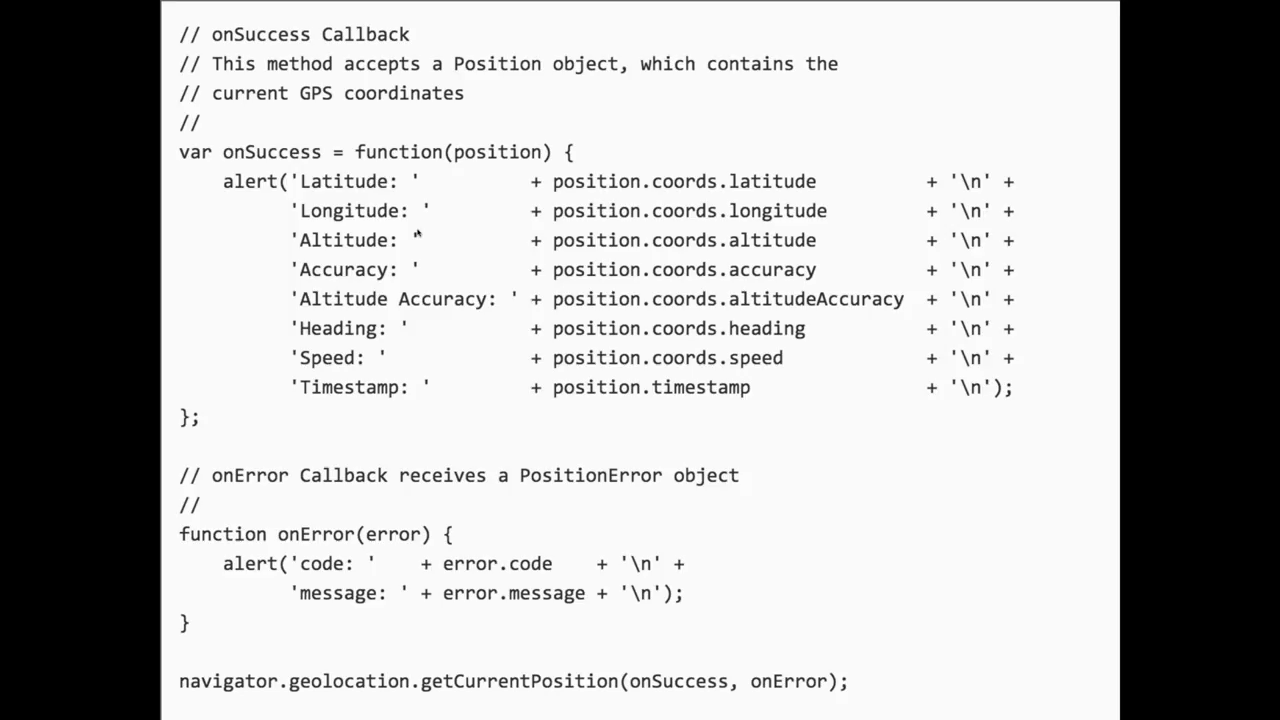 // onSuccess Callback
// This method accepts a Position object, which contains the
// current GPS coordinates
//
var onSuccess = function(position) {
    alert('Latitude: '          + position.coords.latitude          + '\n' +
          'Longitude: '         + position.coords.longitude         + '\n' +
          'Altitude: '          + position.coords.altitude          + '\n' +
          'Accuracy: '          + position.coords.accuracy          + '\n' +
          'Altitude Accuracy: ' + position.coords.altitudeAccuracy  + '\n' +
          'Heading: '           + position.coords.heading           + '\n' +
          'Speed: '             + position.coords.speed             + '\n' +
          'Timestamp: '         + position.timestamp                + '\n');
};

// onError Callback receives a PositionError object
//
function onError(error) {
    alert('code: '    + error.code    + '\n' +
          'message: ' + error.message + '\n');
}

navigator.geolocation.getCurrentPosition(onSuccess, onError);